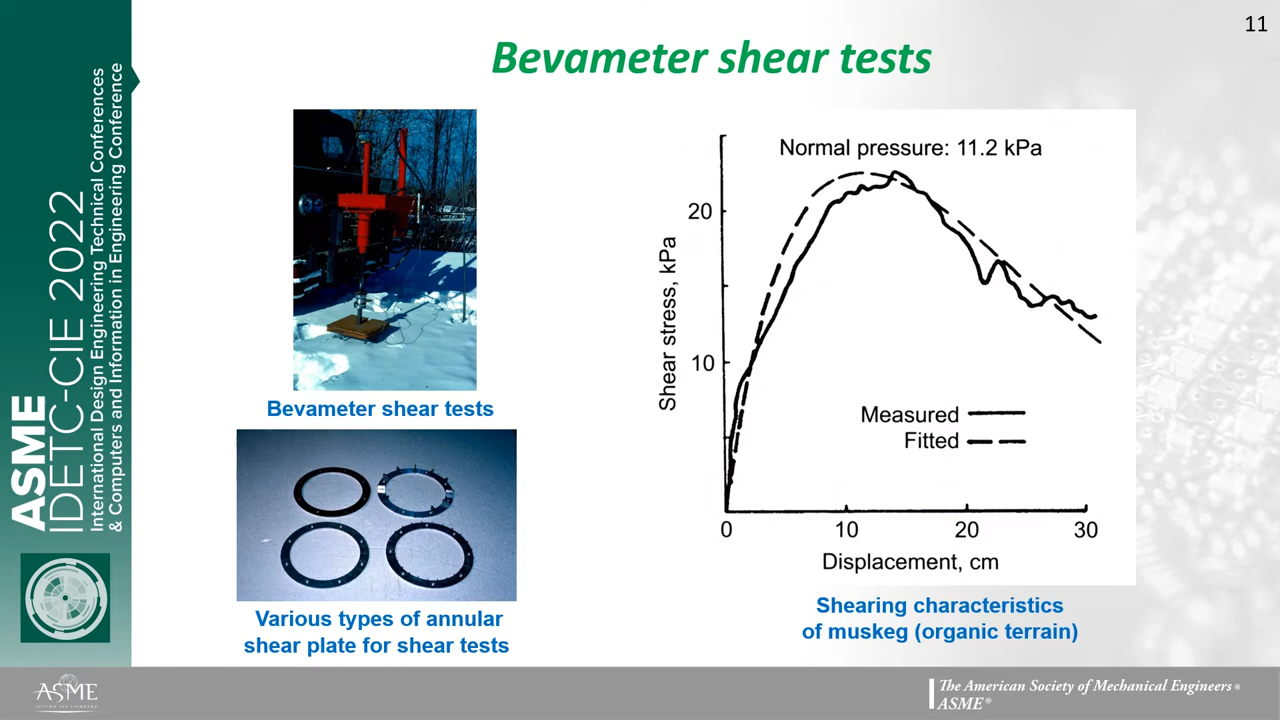 11
Bevameter shear tests
ASME
IDETC-CIE 2022
International Design Engineering Technical Conferences
& Computers and Information in Engineering Conference
Bevameter shear tests
Various types of annular
shear plate for shear tests
Normal pressure: 11.2 kPa
Shear stress, kPa
20
10
Measured
Fitted
0 10 20 30
Displacement, cm
Shearing characteristics
of muskeg (organic terrain)
ASME
SETTING THE STANDARD
The American Society of Mechanical Engineers ®
ASME ®